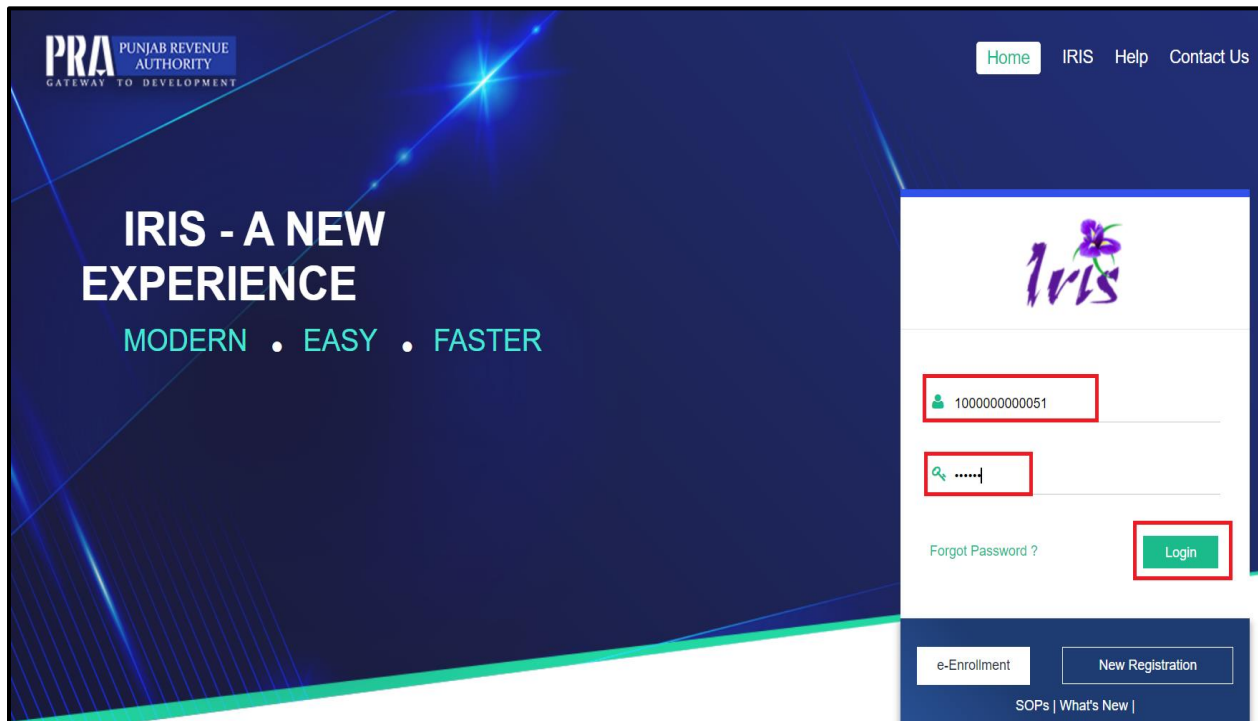 PRA PUNJAB REVENUE
AUTHORITY
GATEWAY TO DEVELOPMENT
Home IRIS Help Contact Us
IRIS - A NEW
EXPERIENCE
MODERN . EASY . FASTER
Iris
1000000000051
••••••
Forgot Password ?
Login
e-Enrollment
New Registration
SOPs | What's New |